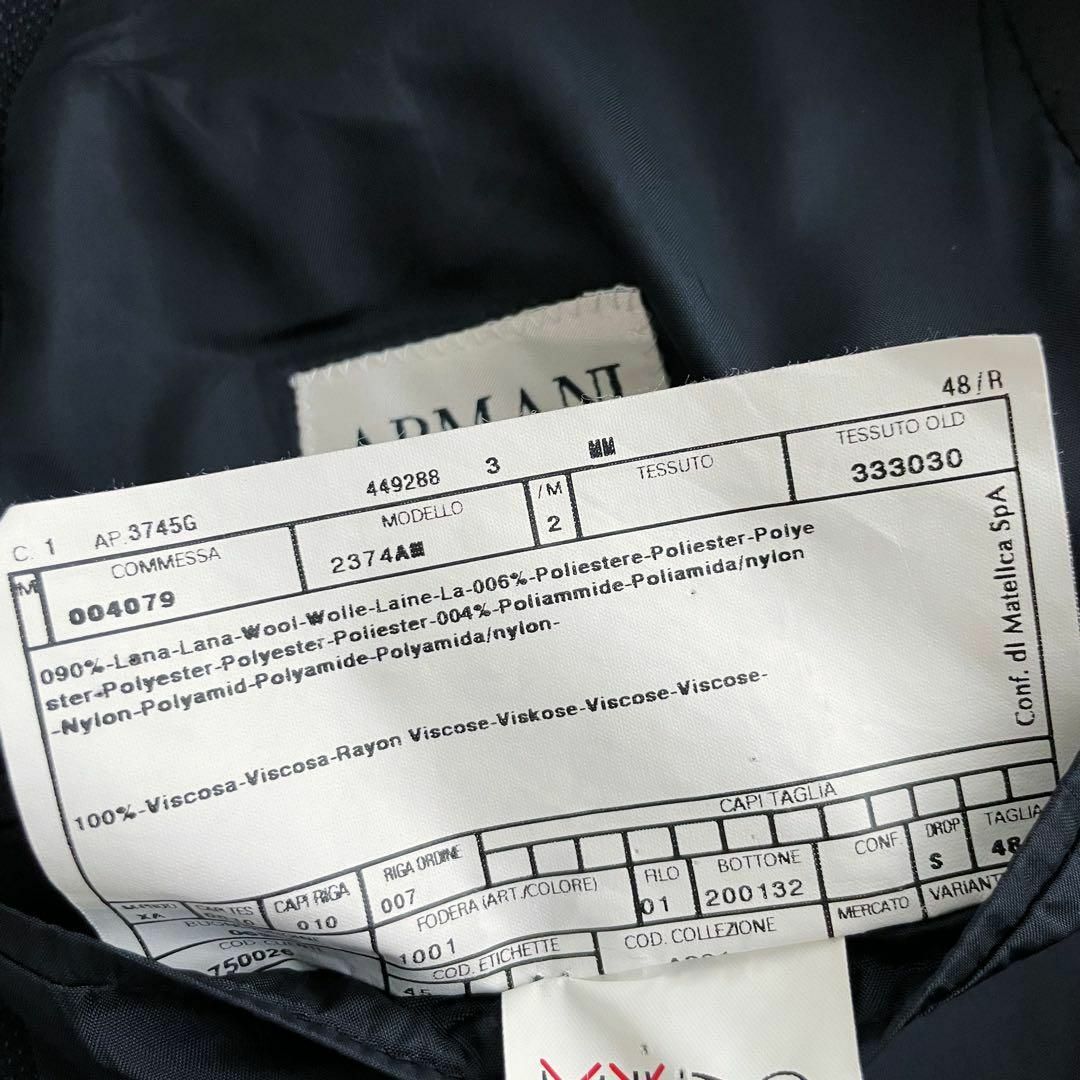 ARMANI
48/R
C. 1 AP. 3745G 449288 3
COMMESSA MODELLO /M TESSUTO TESSUTO OLD
M 004079 2374A 2 333030
090%-Lana-Lana-Wool-Wolle-Laine-La-006%-Poliestere-Poliester-Polye
ster-Polyester-Polyester-Poliester-004%-Poliammide-Poliamida/nylon
-Nylon-Polyamid-Polyamide-Polyamida/nylon-
100%-Viscosa-Viscosa-Rayon Viscose-Viskose-Viscose-Viscose-
Conf. di Matelica SpA
CAPI TAGLIA
CAPI RIGA RIGA ORDINE FILO BOTTONE CONF. DROP TAGLIA
010 007 01 200132 S 48
FODERA (ART./COLORE) MERCATO VARIANT
1001
750026 COD. ETICHETTE COD. COLLEZIONE